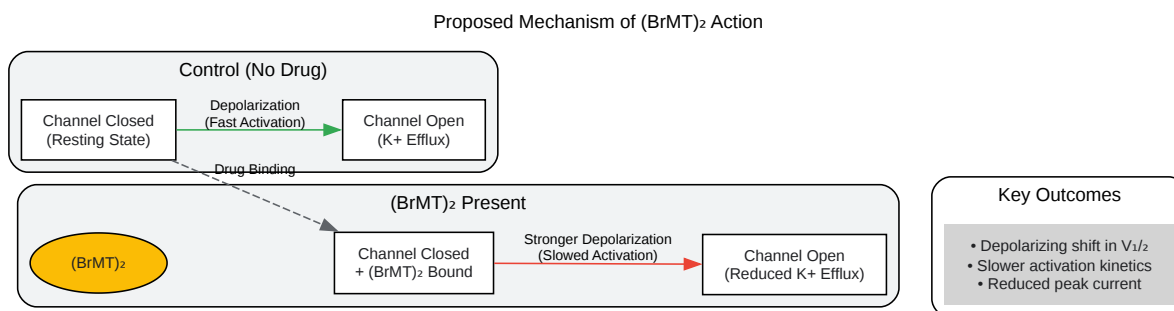 Proposed Mechanism of (BrMT)₂ Action
Control (No Drug)
Channel Closed
(Resting State)
Depolarization
(Fast Activation)
Channel Open
(K+ Efflux)
Drug Binding
(BrMT)₂ Present
(BrMT)₂
Channel Closed
+ (BrMT)₂ Bound
Stronger Depolarization
(Slowed Activation)
Channel Open
(Reduced K+ Efflux)
Key Outcomes
• Depolarizing shift in V₁/₂
• Slower activation kinetics
• Reduced peak current